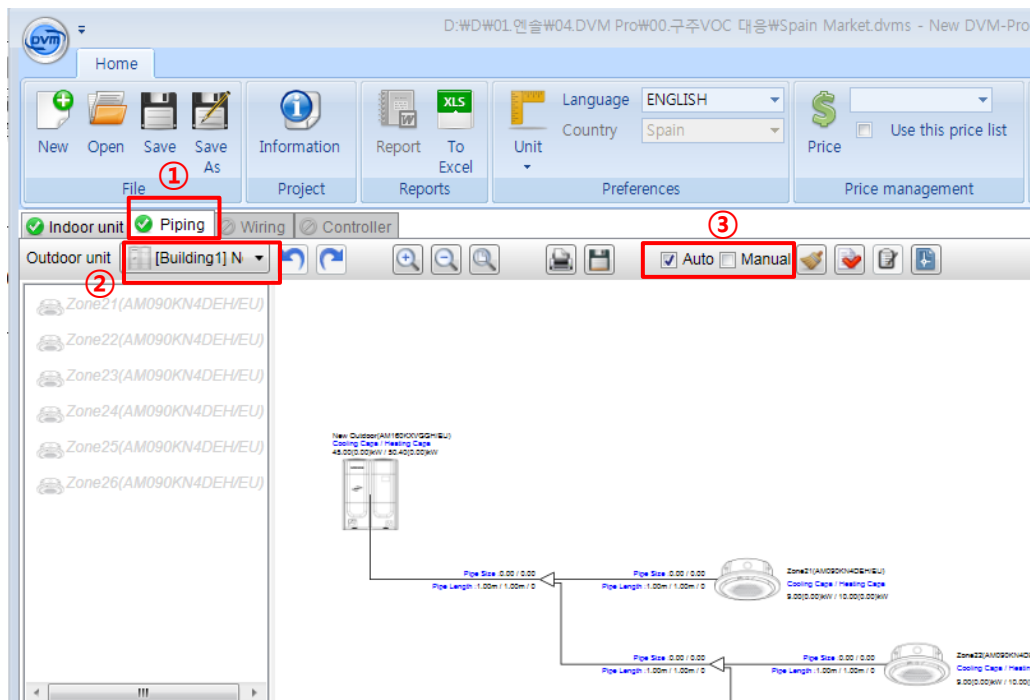 D:₩D₩01.엔솔₩04.DVM Pro₩00.구주VOC 대응₩Spain Market.dvms - New DVM-Pro
DVM
Home
New
Open
Save
Save As
File
Information
Project
Report
XLS
To Excel
Reports
Unit
Language ENGLISH
Country Spain
Preferences
Price
Use this price list
Price management
①
Indoor unit
Piping
Wiring
Controller
③
Outdoor unit
[Building1] N
②
Auto
Manual
Zone21(AM090KN4DEH/EU)
Zone22(AM090KN4DEH/EU)
Zone23(AM090KN4DEH/EU)
Zone24(AM090KN4DEH/EU)
Zone25(AM090KN4DEH/EU)
Zone26(AM090KN4DEH/EU)
New Outdoor(AM160KXVGGH/EU)
Cooling Capa / Heating Capa
45.00(0.00)kW / 50.40(0.00)kW
Pipe Size :0.00 / 0.00
Pipe Length :1.00m / 1.00m / 0
Pipe Size :0.00 / 0.00
Pipe Length :1.00m / 1.00m / 0
Zone21(AM090KN4DEH/EU)
Cooling Capa / Heating Capa
9.00(0.00)kW / 10.00(0.00)kW
Pipe Size :0.00 / 0.00
Pipe Length :1.00m / 1.00m / 0
Pipe Size :0.00 / 0.00
Pipe Length :1.00m / 1.00m / 0
Zone22(AM090KN4D
Cooling Capa / Heatin
9.00(0.00)kW / 10.00(